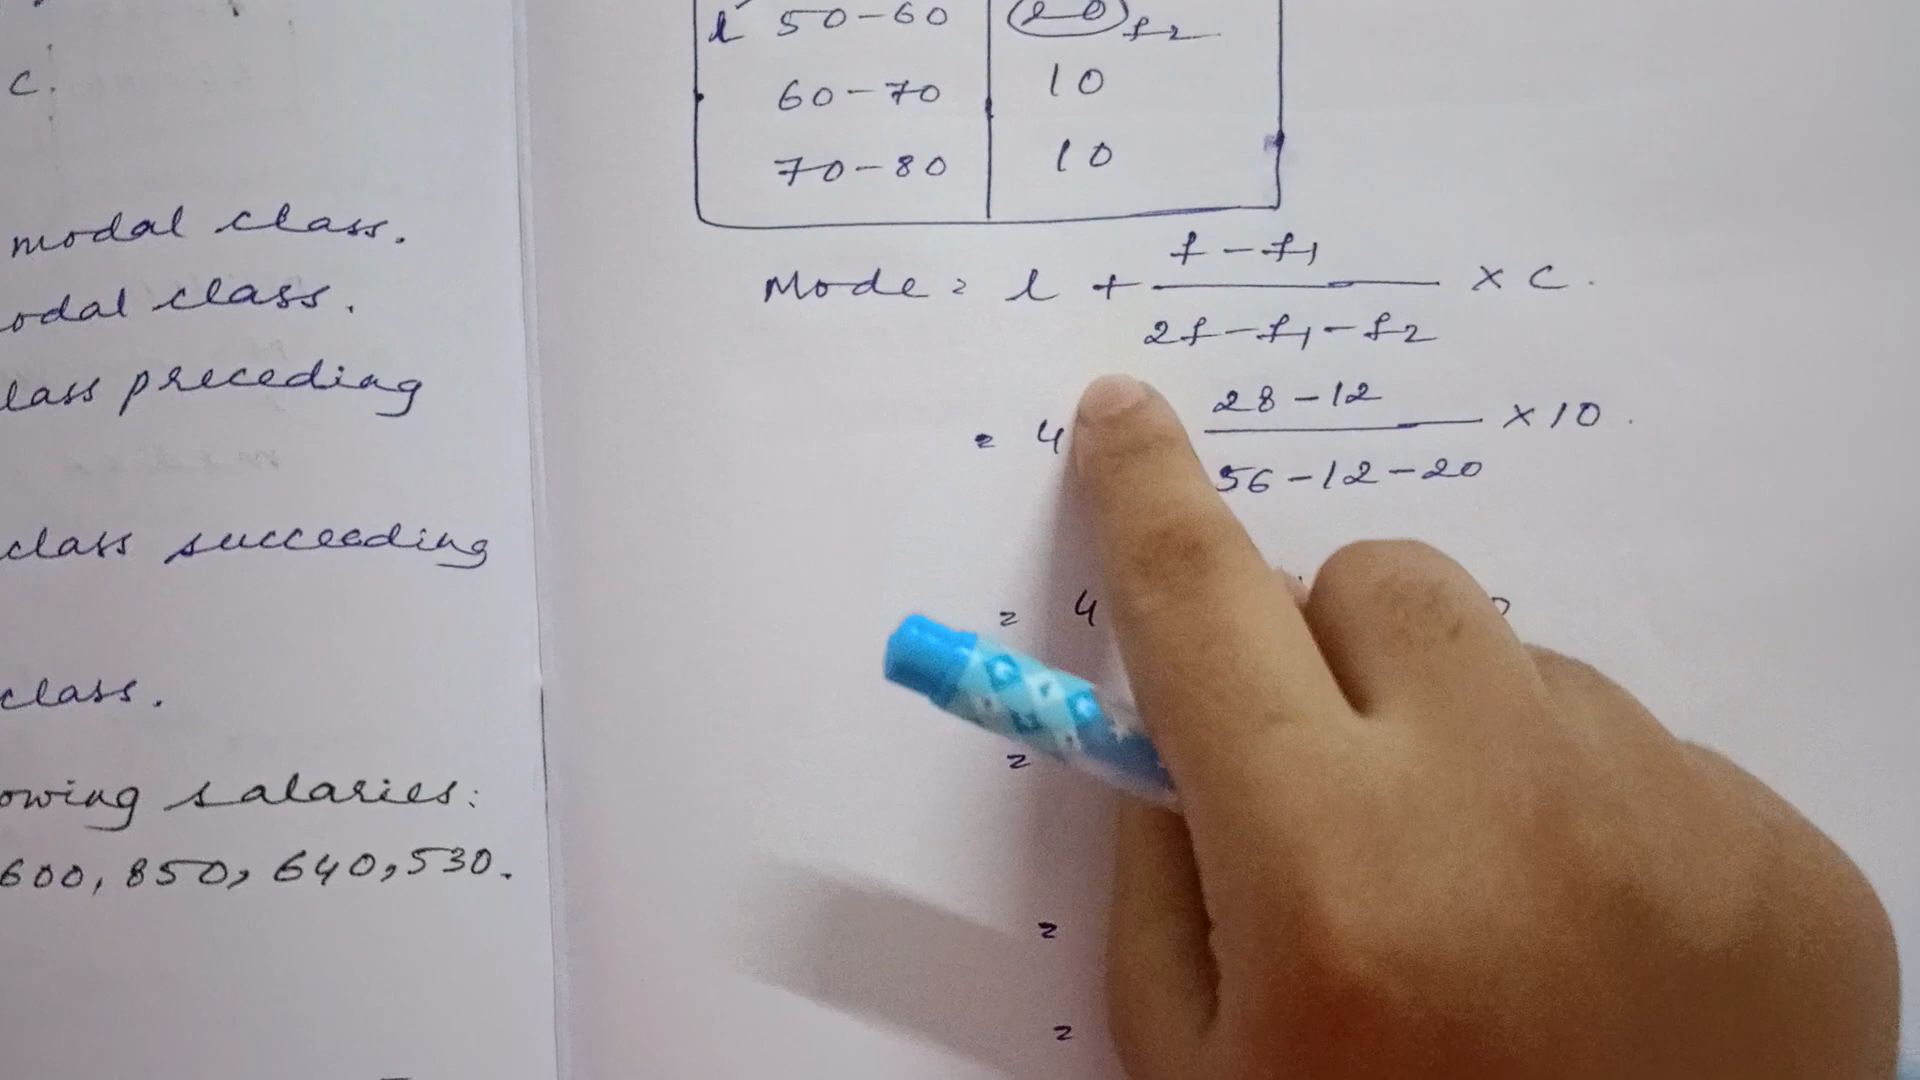 c.
modal class.
odal class.
lass preceding
class succeeding
class.
owing salaries:
600, 850, 640, 530.
l 50-60 20 f2
60-70 10
70-80 10
Mode = l + f - f1 / 2f - f1 - f2 × c.
= 4 28 - 12 / 56 - 12 - 20 × 10.
= 4
=
=
=